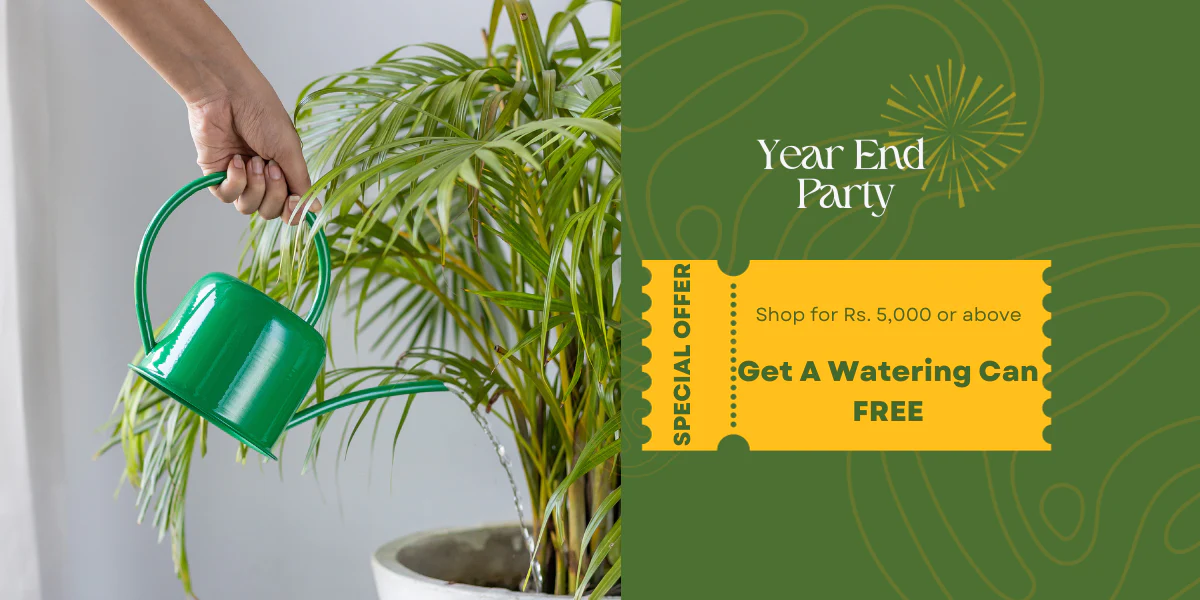 Year End
Party
SPECIAL OFFER
Shop for Rs. 5,000 or above
Get A Watering Can
FREE